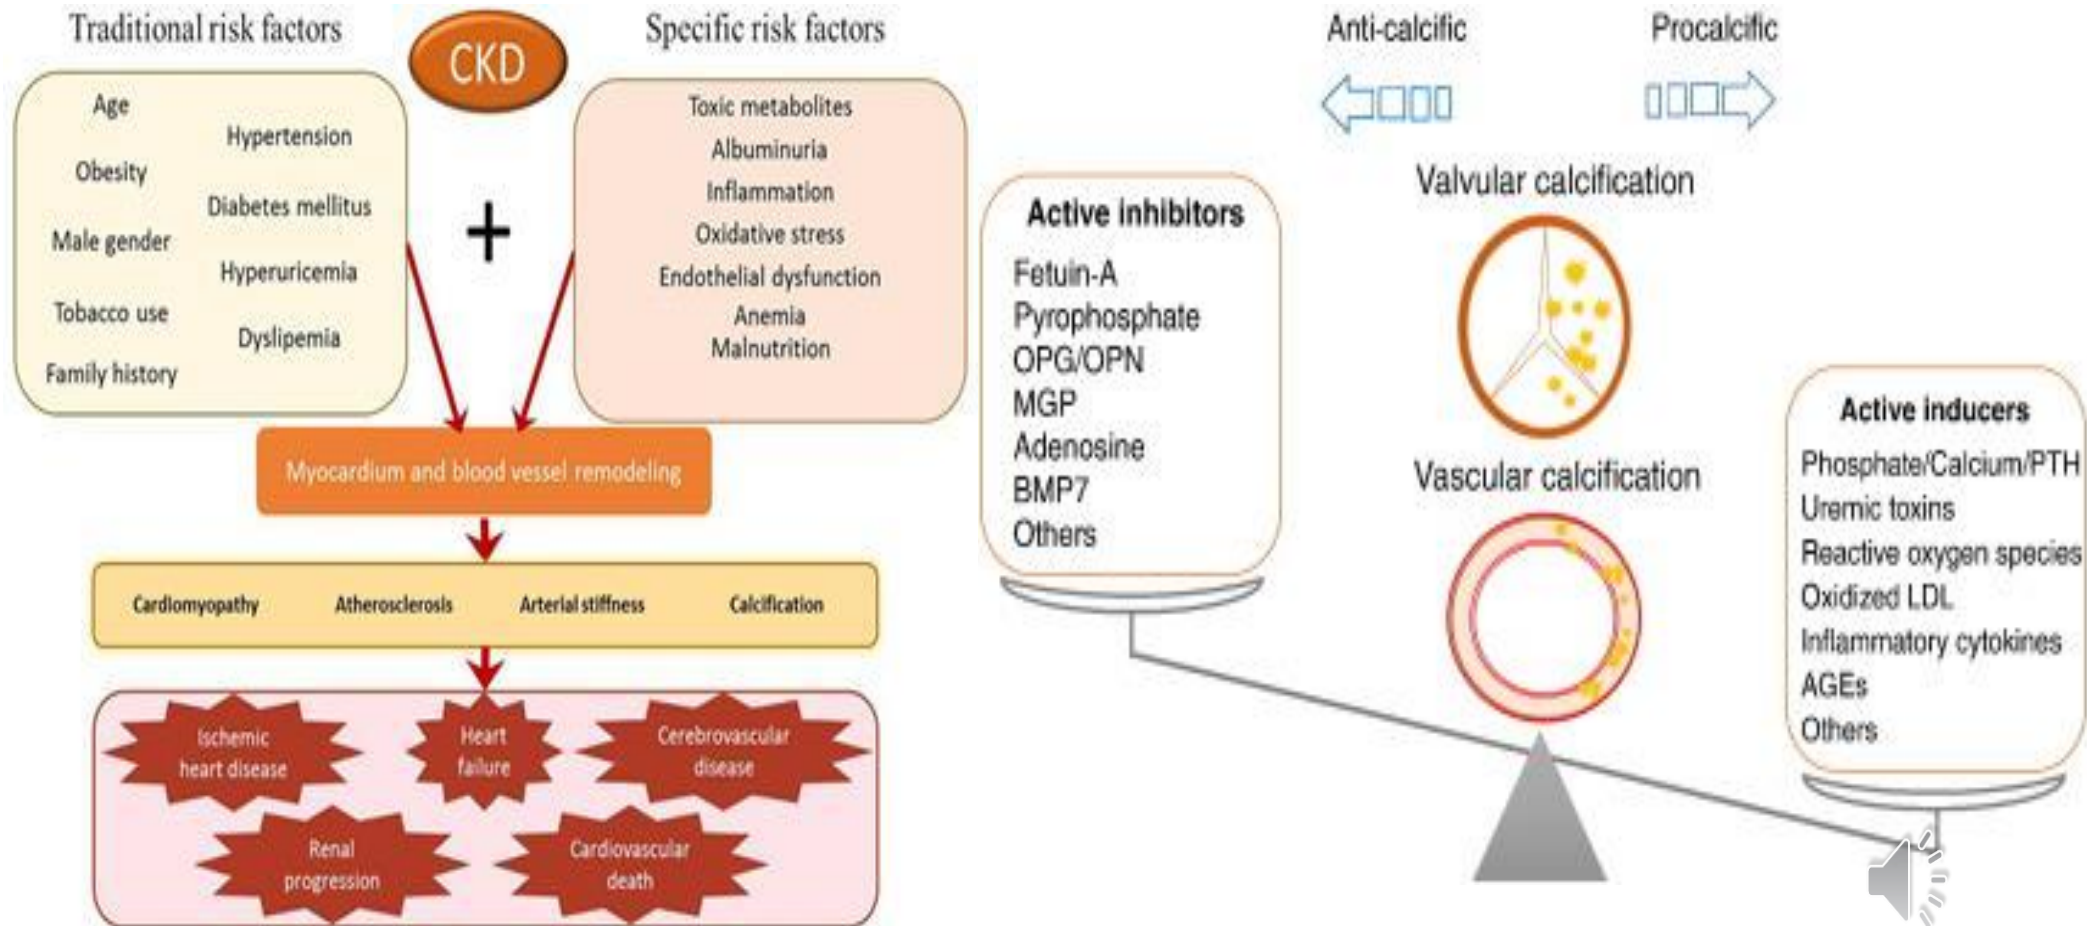 Traditional risk factors
CKD
Specific risk factors
Age
Obesity
Male gender
Tobacco use
Family history
Hypertension
Diabetes mellitus
Hyperuricemia
Dyslipemia
+
Toxic metabolites
Albuminuria
Inflammation
Oxidative stress
Endothelial dysfunction
Anemia
Malnutrition
Myocardium and blood vessel remodeling
Cardiomyopathy
Atherosclerosis
Arterial stiffness
Calcification
Ischemic
heart disease
Heart
failure
Cerebrovascular
disease
Renal
progression
Cardiovascular
death
Anti-calcific
Procalcific
Valvular calcification
Vascular calcification
Active inhibitors
Fetuin-A
Pyrophosphate
OPG/OPN
MGP
Adenosine
BMP7
Others
Active inducers
Phosphate/Calcium/PTH
Uremic toxins
Reactive oxygen species
Oxidized LDL
Inflammatory cytokines
AGEs
Others